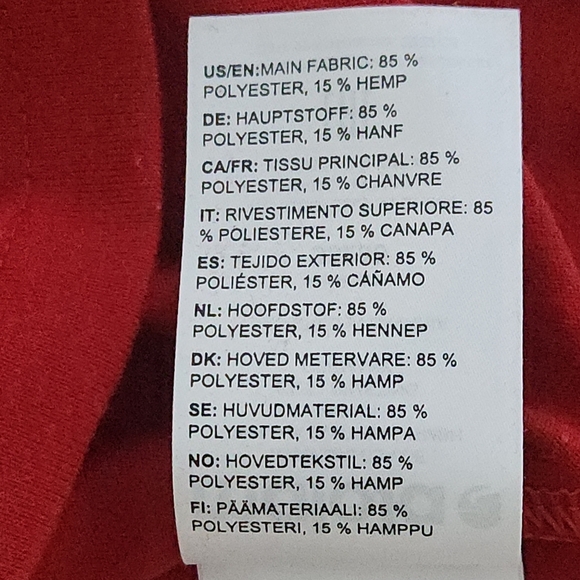 US/EN:MAIN FABRIC: 85 %
POLYESTER, 15 % HEMP
DE: HAUPTSTOFF: 85 %
POLYESTER, 15 % HANF
CA/FR: TISSU PRINCIPAL: 85 %
POLYESTER, 15 % CHANVRE
IT: RIVESTIMENTO SUPERIORE: 85
% POLIESTERE, 15 % CANAPA
ES: TEJIDO EXTERIOR: 85 %
POLIÉSTER, 15 % CÁÑAMO
NL: HOOFDSTOF: 85 %
POLYESTER, 15 % HENNEP
DK: HOVED METERVARE: 85 %
POLYESTER, 15 % HAMP
SE: HUVUDMATERIAL: 85 %
POLYESTER, 15 % HAMPA
NO: HOVEDTEKSTIL: 85 %
POLYESTER, 15 % HAMP
FI: PÄÄMATERIAALI: 85 %
POLYESTERI, 15 % HAMPPU